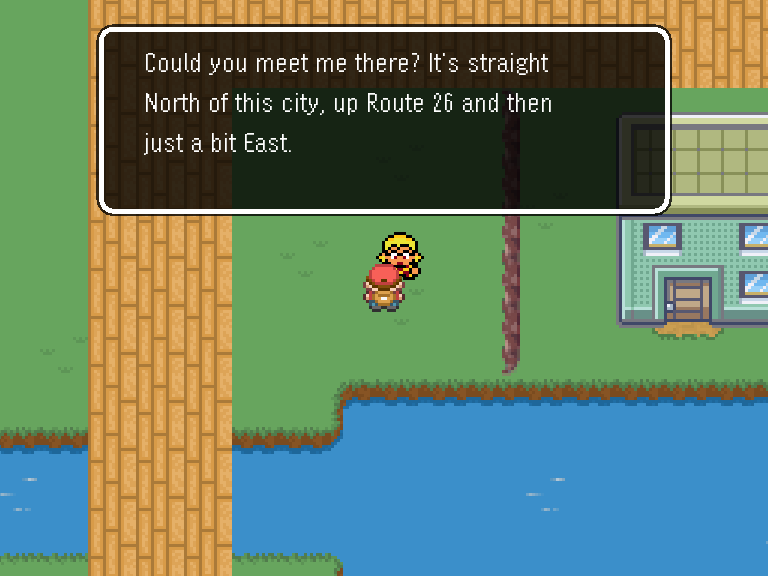 Could you meet me there? It's straight
North of this city, up Route 26 and then
just a bit East.